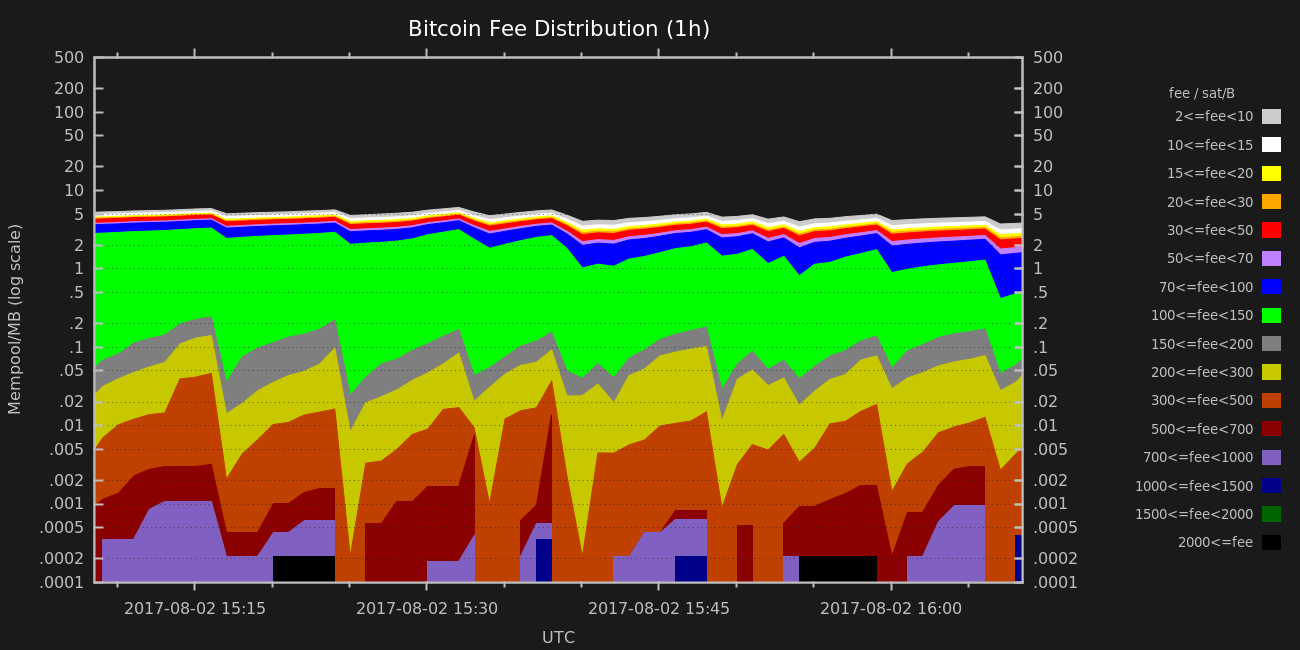 Bitcoin Fee Distribution (1h)
Mempool/MB (log scale)
500
200
100
50
20
10
5
2
1
.5
.2
.1
.05
.02
.01
.005
.002
.001
.0005
.0002
.0001
500
200
100
50
20
10
5
2
1
.5
.2
.1
.05
.02
.01
.005
.002
.001
.0005
.0002
.0001
2017-08-02 15:15
2017-08-02 15:30
2017-08-02 15:45
2017-08-02 16:00
UTC
fee / sat/B
2<=fee<10
10<=fee<15
15<=fee<20
20<=fee<30
30<=fee<50
50<=fee<70
70<=fee<100
100<=fee<150
150<=fee<200
200<=fee<300
300<=fee<500
500<=fee<700
700<=fee<1000
1000<=fee<1500
1500<=fee<2000
2000<=fee